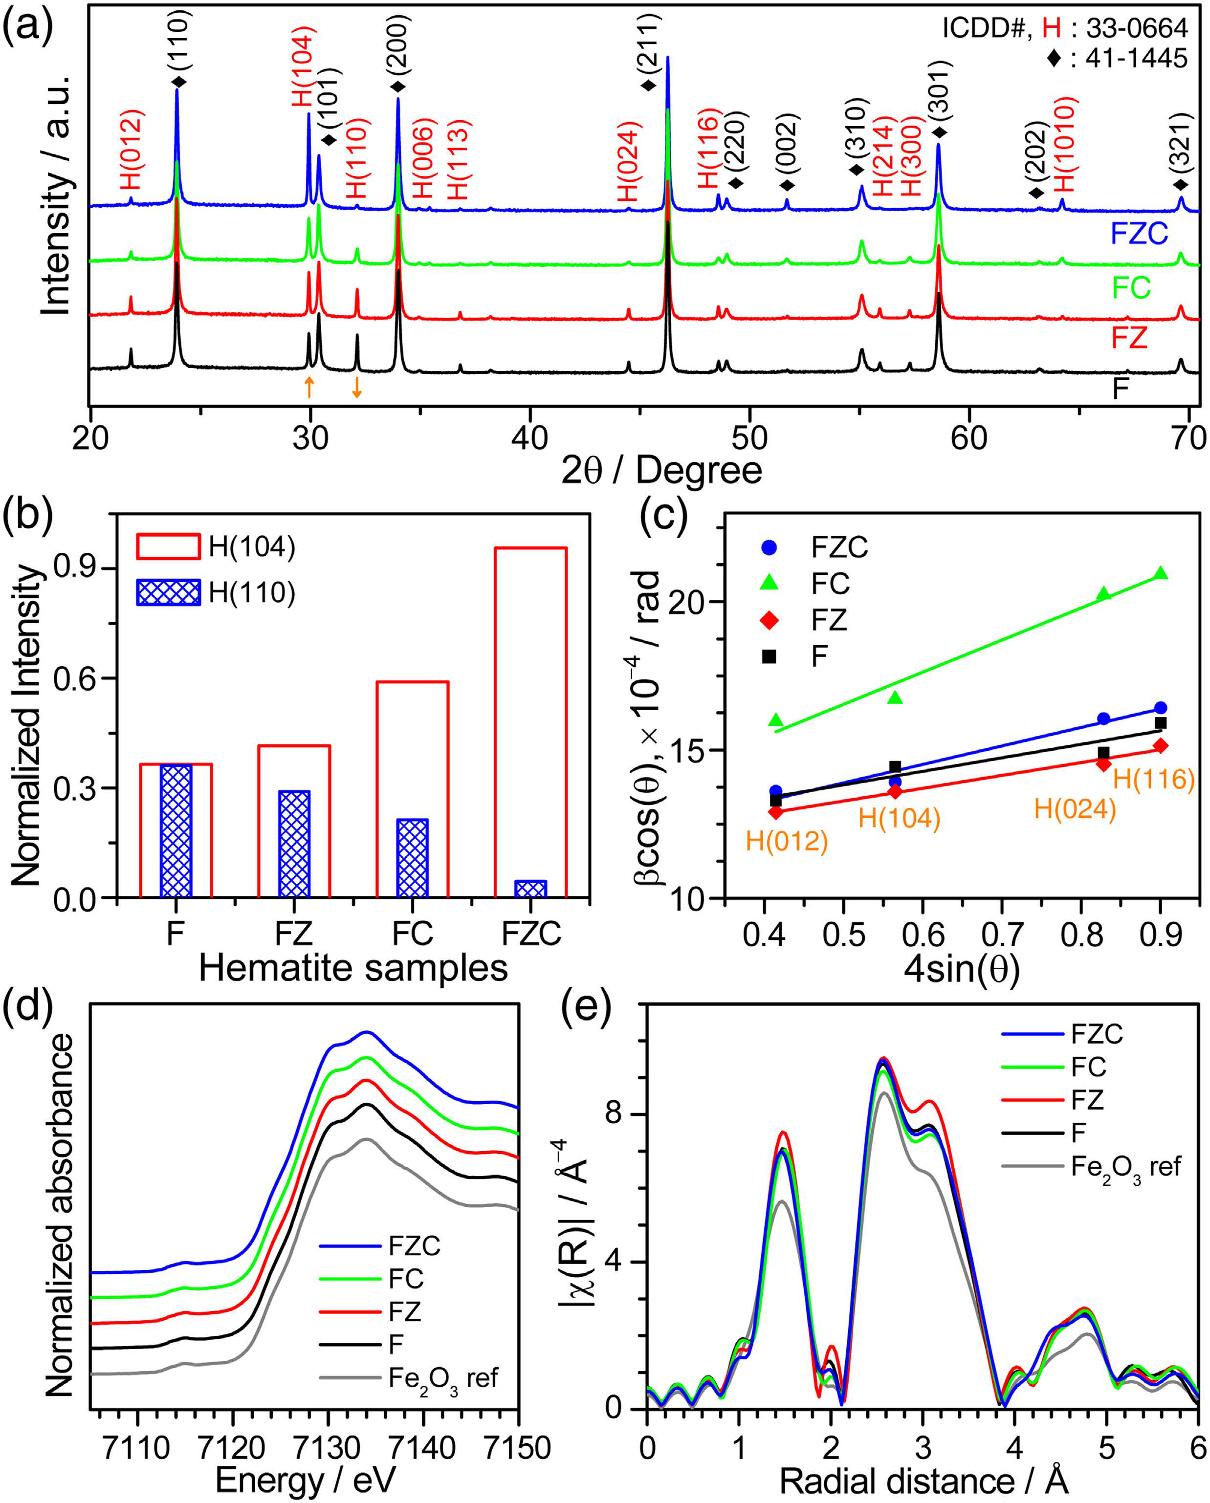 (a)
ICDD#, H : 33-0664
♦ : 41-1445
Intensity / a.u.
H(012)
♦(110)
H(104)
♦(101)
H(110)
♦(200)
H(006)
H(113)
H(024)
♦(211)
H(116)
♦(220)
♦(002)
♦(310)
H(214)
H(300)
♦(301)
♦(202)
H(1010)
♦(321)
FZC
FC
FZ
F
20 30 40 50 60 70
2θ / Degree
(b)
Normalized Intensity
0.9
0.6
0.3
0.0
H(104)
H(110)
F FZ FC FZC
Hematite samples
(c)
βcos(θ), × 10⁻⁴ / rad
20
15
10
FZC
FC
FZ
F
H(012)
H(104)
H(024)
H(116)
0.4 0.5 0.6 0.7 0.8 0.9
4sin(θ)
(d)
Normalized absorbance
FZC
FC
FZ
F
Fe₂O₃ ref
7110 7120 7130 7140 7150
Energy / eV
(e)
|χ(R)| / Å⁻⁴
8
4
0
FZC
FC
FZ
F
Fe₂O₃ ref
0 1 2 3 4 5 6
Radial distance / Å